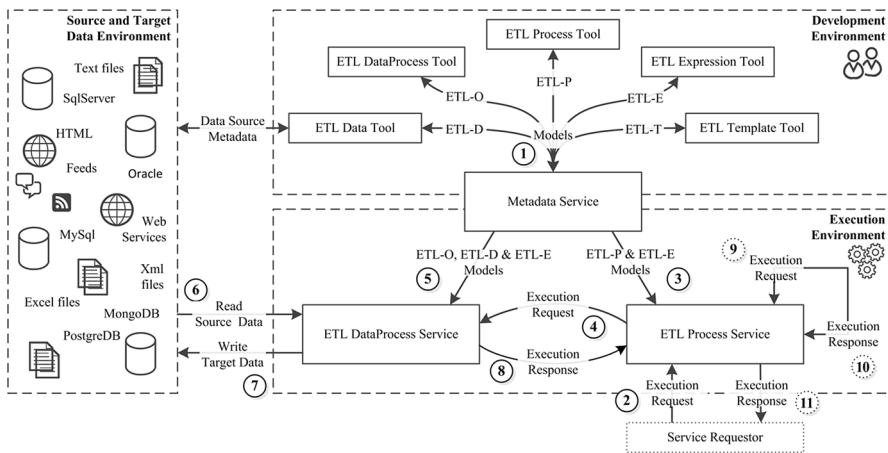 Source and Target
Data Environment
Text files
SqlServer
HTML
Feeds
Oracle
MySql
Web
Services
Xml
files
Excel files
MongoDB
PostgreDB
Development
Environment
ETL Process Tool
ETL DataProcess Tool
ETL Expression Tool
ETL-P
ETL-O
ETL-E
Data Source
Metadata
ETL Data Tool
ETL-D
Models
ETL-T
ETL Template Tool
1
Metadata Service
Execution
Environment
ETL-O, ETL-D & ETL-E
Models
5
ETL-P & ETL-E
Models
3
9
Execution
Request
6
Read
Source Data
Execution
Request
4
ETL DataProcess Service
ETL Process Service
Execution
Response
10
Write
Target Data
7
8
Execution
Response
2
Execution
Request
Execution
Response
11
Service Requestor